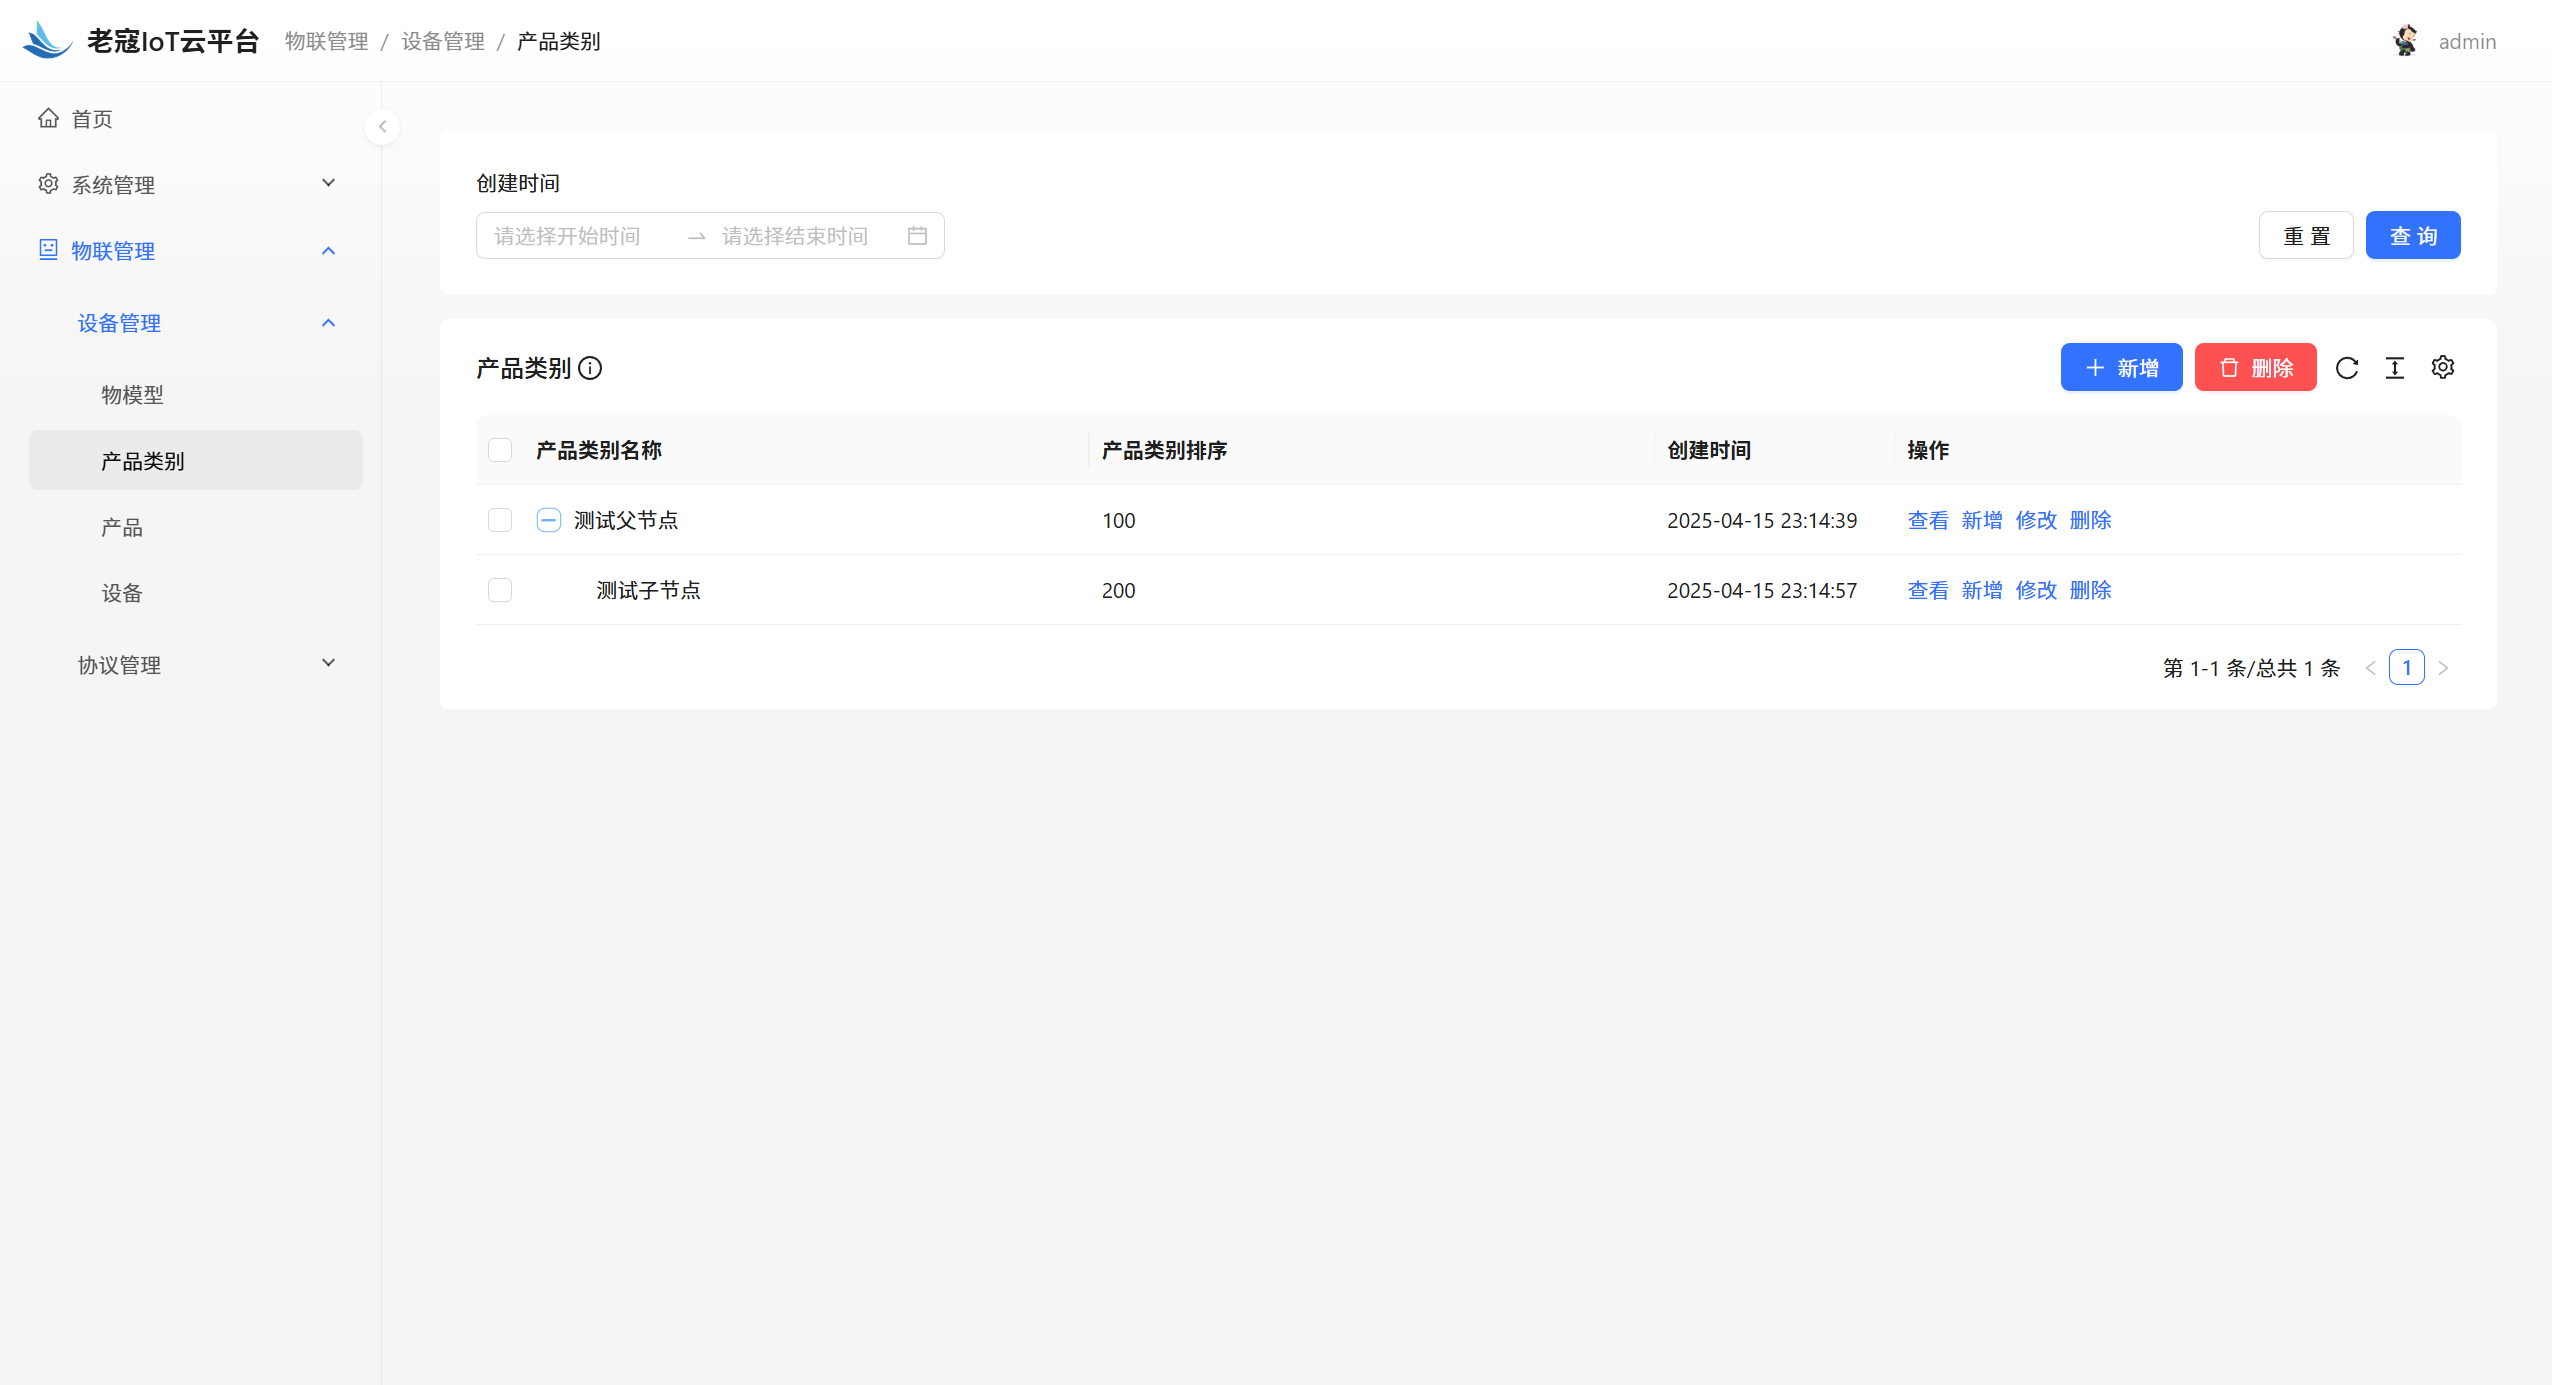 老寇IoT云平台 物联管理 / 设备管理 / 产品类别 admin
首页
系统管理
物联管理
设备管理
物模型
产品类别
产品
设备
协议管理
创建时间
请选择开始时间 请选择结束时间 重 置 查 询
产品类别 新增 删除
产品类别名称 产品类别排序 创建时间 操作
测试父节点 100 2025-04-15 23:14:39 查看 新增 修改 删除
测试子节点 200 2025-04-15 23:14:57 查看 新增 修改 删除
第 1-1 条/总共 1 条 1